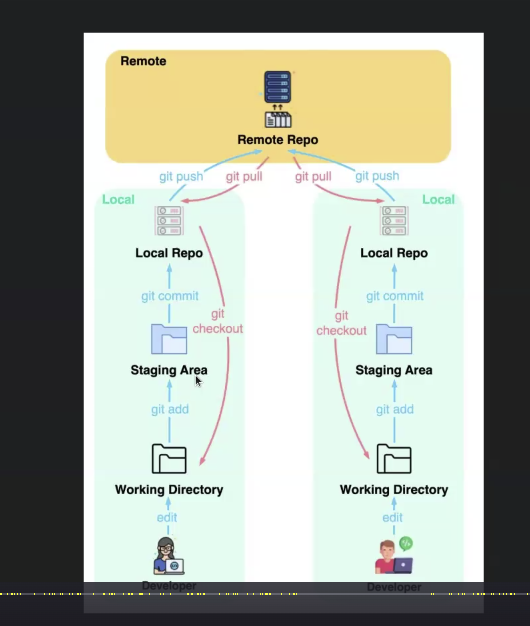 Remote
Remote Repo
git push
git pull
git pull
git push
Local
Local
Local Repo
Local Repo
git commit
git commit
git
checkout
git
checkout
Staging Area
Staging Area
git add
git add
Working Directory
Working Directory
edit
edit
Developer
Developer